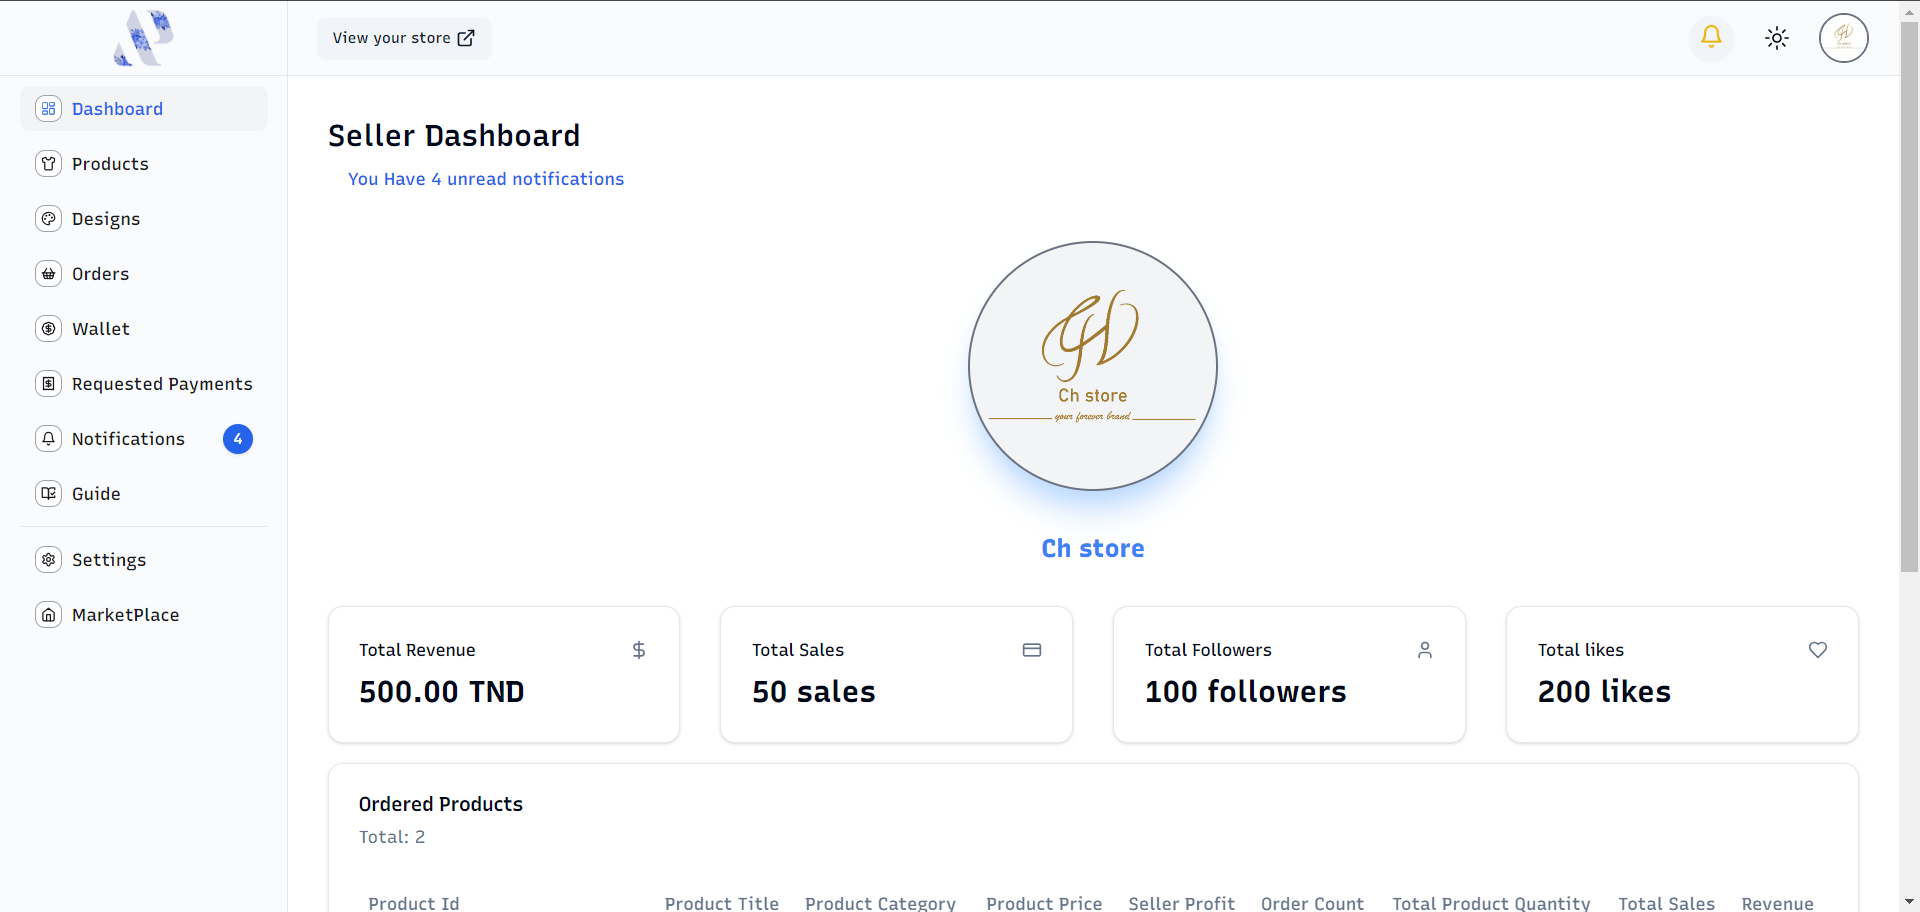 View your store
Dashboard
Products
Designs
Orders
Wallet
Requested Payments
Notifications 4
Guide
Settings
MarketPlace
Seller Dashboard
You Have 4 unread notifications
Ch store
your forever brand
Ch store
Total Revenue
500.00 TND
Total Sales
50 sales
Total Followers
100 followers
Total likes
200 likes
Ordered Products
Total: 2
Product Id Product Title Product Category Product Price Seller Profit Order Count Total Product Quantity Total Sales Revenue